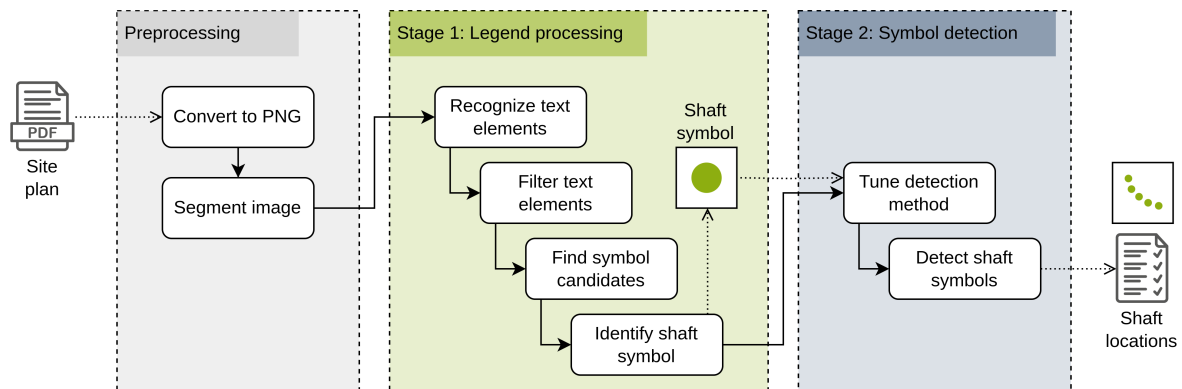 Preprocessing
Stage 1: Legend processing
Stage 2: Symbol detection
PDF
Site
plan
Convert to PNG
Segment image
Recognize text
elements
Filter text
elements
Find symbol
candidates
Identify shaft
symbol
Shaft
symbol
Tune detection
method
Detect shaft
symbols
Shaft
locations